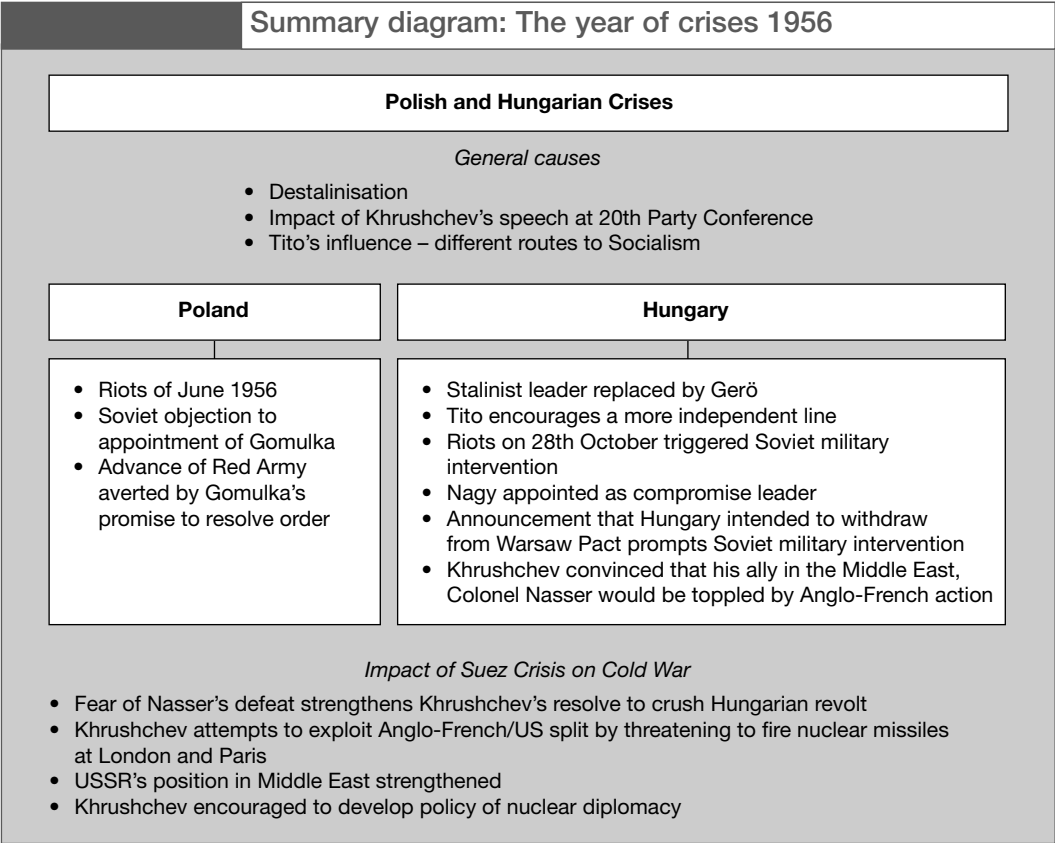 Summary diagram: The year of crises 1956
Polish and Hungarian Crises
General causes
• Destalinisation
• Impact of Khrushchev's speech at 20th Party Conference
• Tito's influence – different routes to Socialism
Poland
• Riots of June 1956
• Soviet objection to
appointment of Gomulka
• Advance of Red Army
averted by Gomulka's
promise to resolve order
Hungary
• Stalinist leader replaced by Gerö
• Tito encourages a more independent line
• Riots on 28th October triggered Soviet military
intervention
• Nagy appointed as compromise leader
• Announcement that Hungary intended to withdraw
from Warsaw Pact prompts Soviet military intervention
• Khrushchev convinced that his ally in the Middle East,
Colonel Nasser would be toppled by Anglo-French action
Impact of Suez Crisis on Cold War
• Fear of Nasser's defeat strengthens Khrushchev's resolve to crush Hungarian revolt
• Khrushchev attempts to exploit Anglo-French/US split by threatening to fire nuclear missiles
at London and Paris
• USSR's position in Middle East strengthened
• Khrushchev encouraged to develop policy of nuclear diplomacy